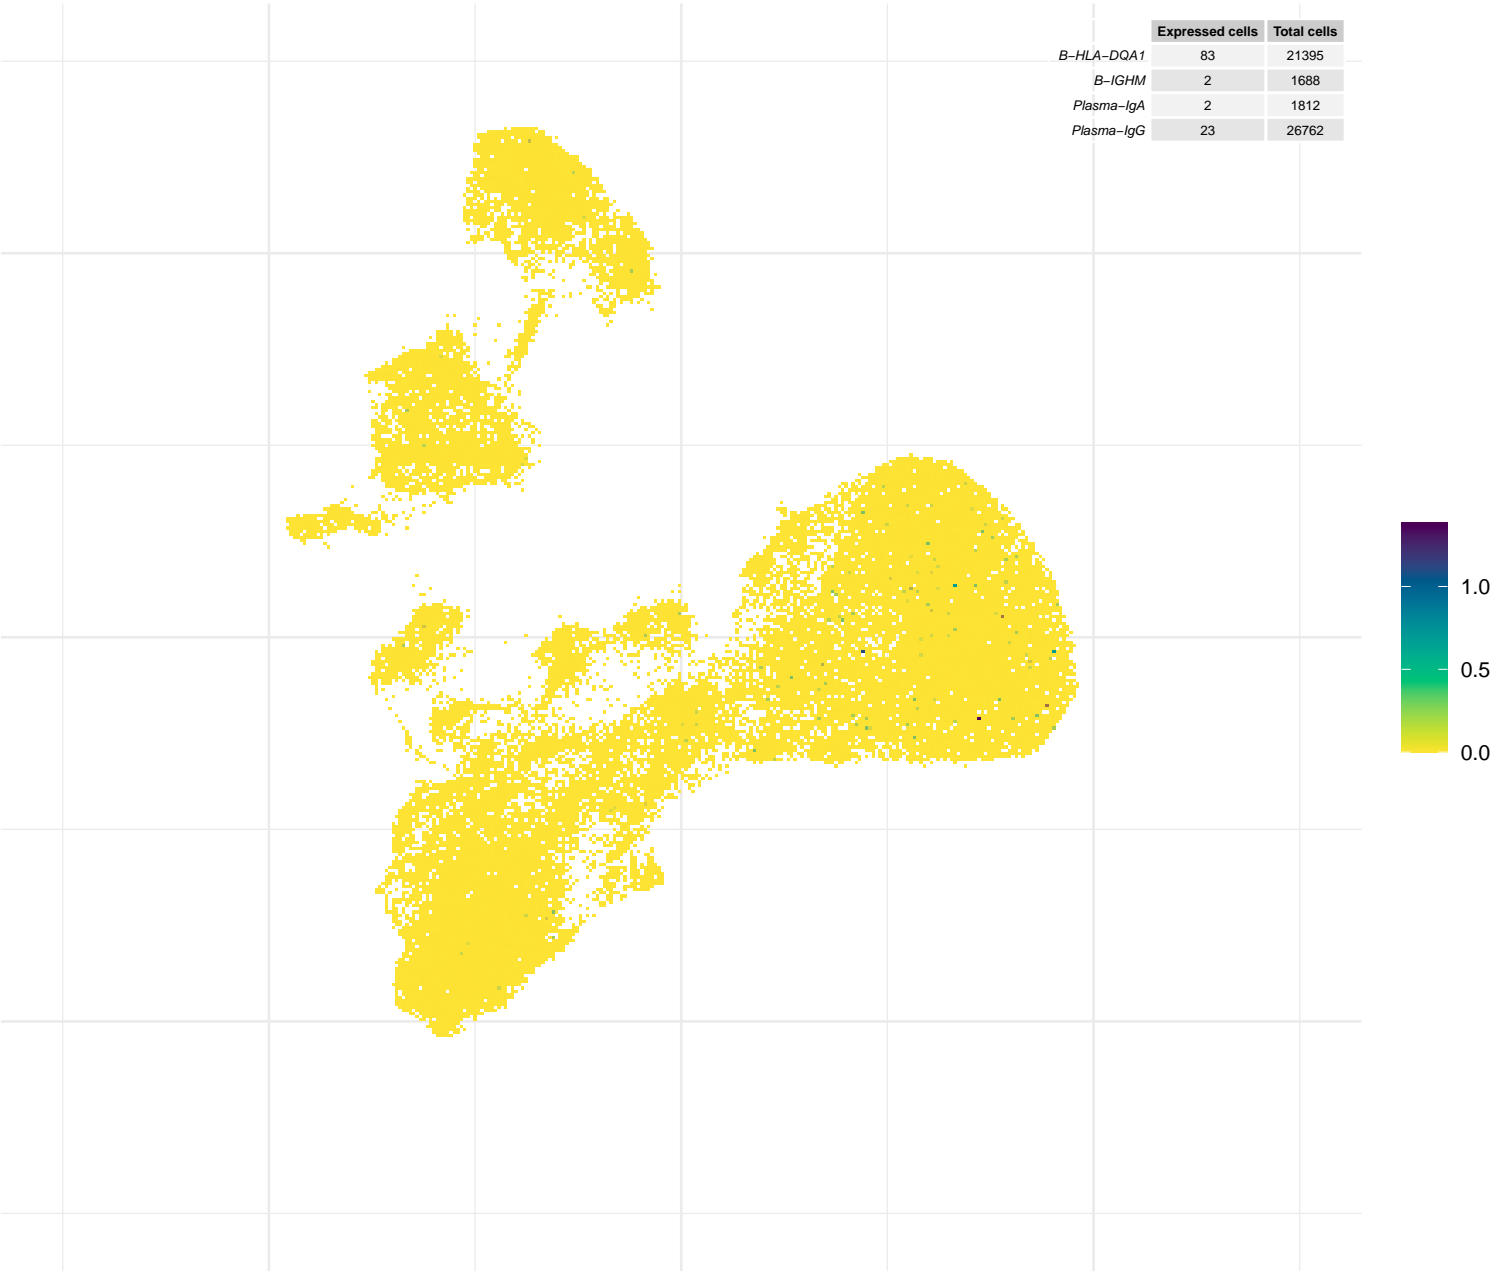 Expressed cells Total cells
B−HLA−DQA1 83 21395
B−IGHM 2 1688
Plasma−IgA 2 1812
Plasma−IgG 23 26762
1.0
0.5
0.0